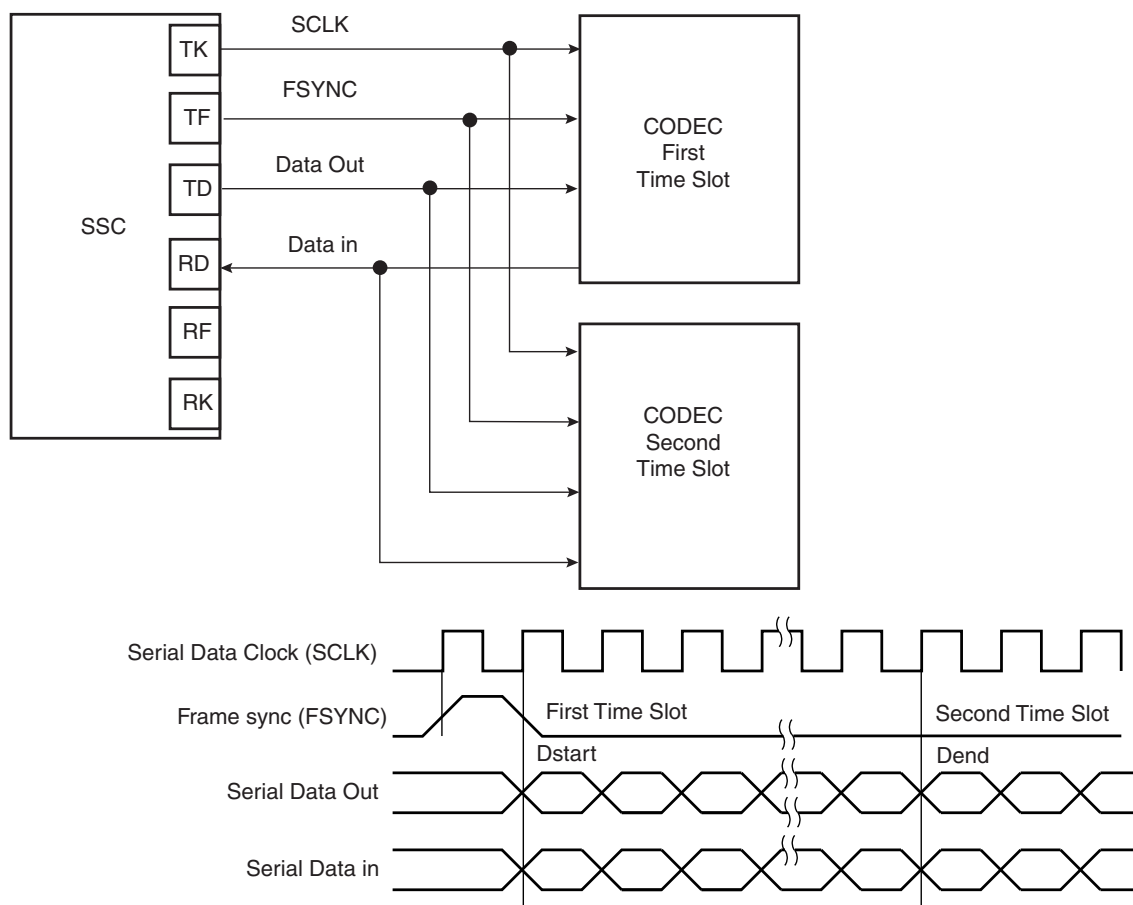 SSC
TK
TF
TD
RD
RF
RK
SCLK
FSYNC
Data Out
Data in
CODEC
First
Time Slot
CODEC
Second
Time Slot
Serial Data Clock (SCLK)
Frame sync (FSYNC)
First Time Slot
Second Time Slot
Dstart
Dend
Serial Data Out
Serial Data in